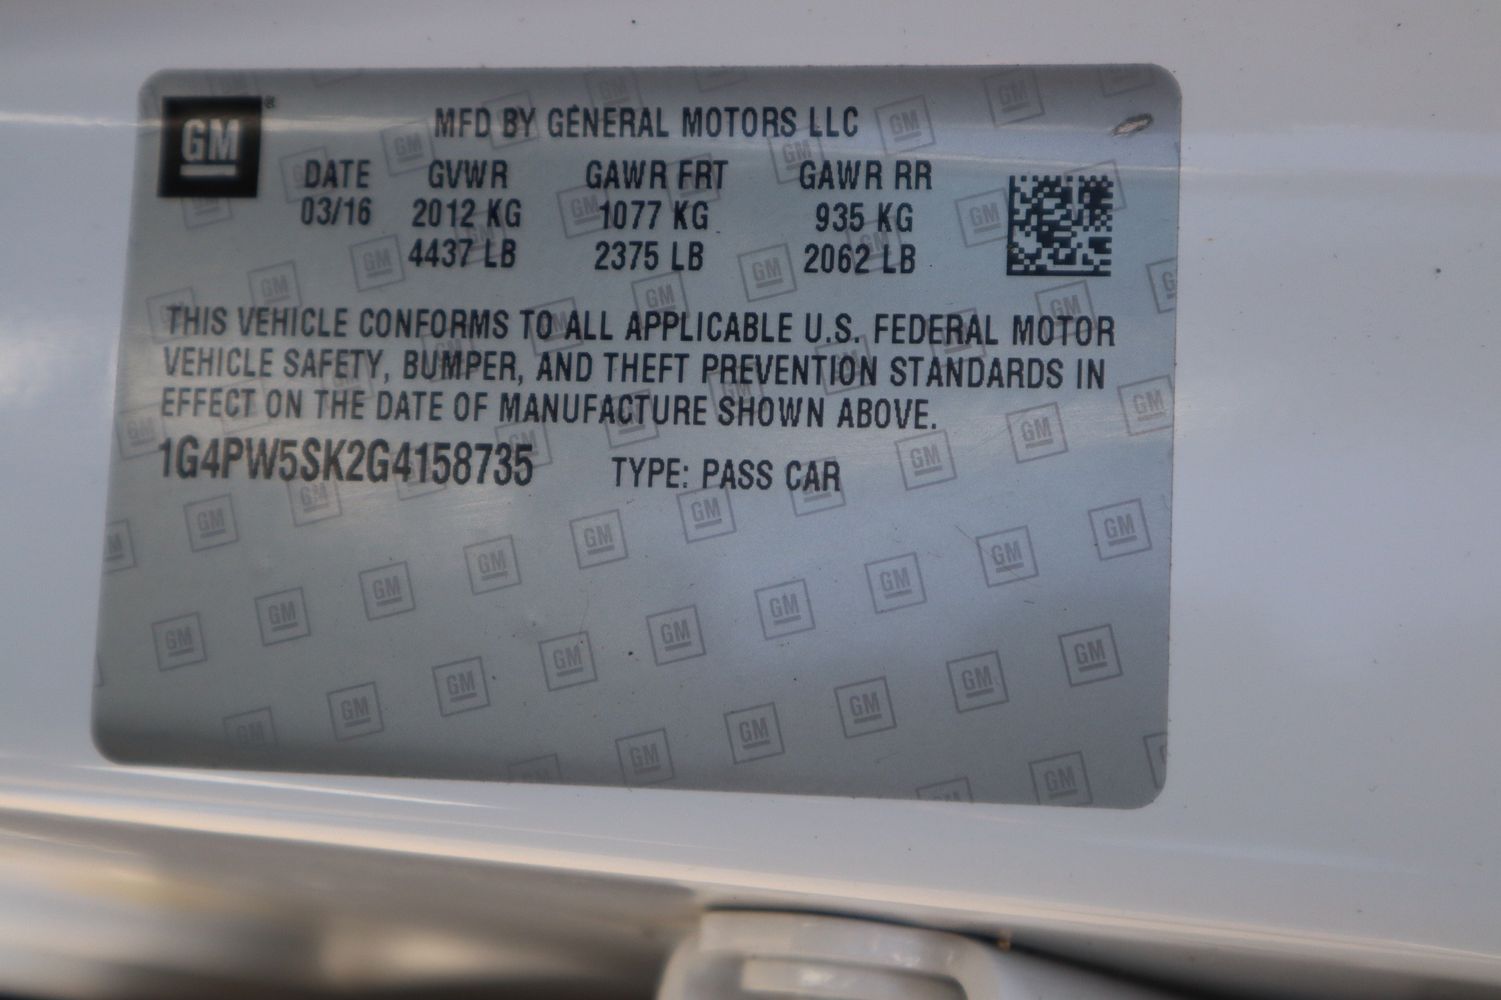 GM
MFD BY GENERAL MOTORS LLC
DATE GVWR GAWR FRT GAWR RR
03/16 2012 KG 1077 KG 935 KG
4437 LB 2375 LB 2062 LB
THIS VEHICLE CONFORMS TO ALL APPLICABLE U.S. FEDERAL MOTOR
VEHICLE SAFETY, BUMPER, AND THEFT PREVENTION STANDARDS IN
EFFECT ON THE DATE OF MANUFACTURE SHOWN ABOVE.
1G4PW5SK2G4158735 TYPE: PASS CAR